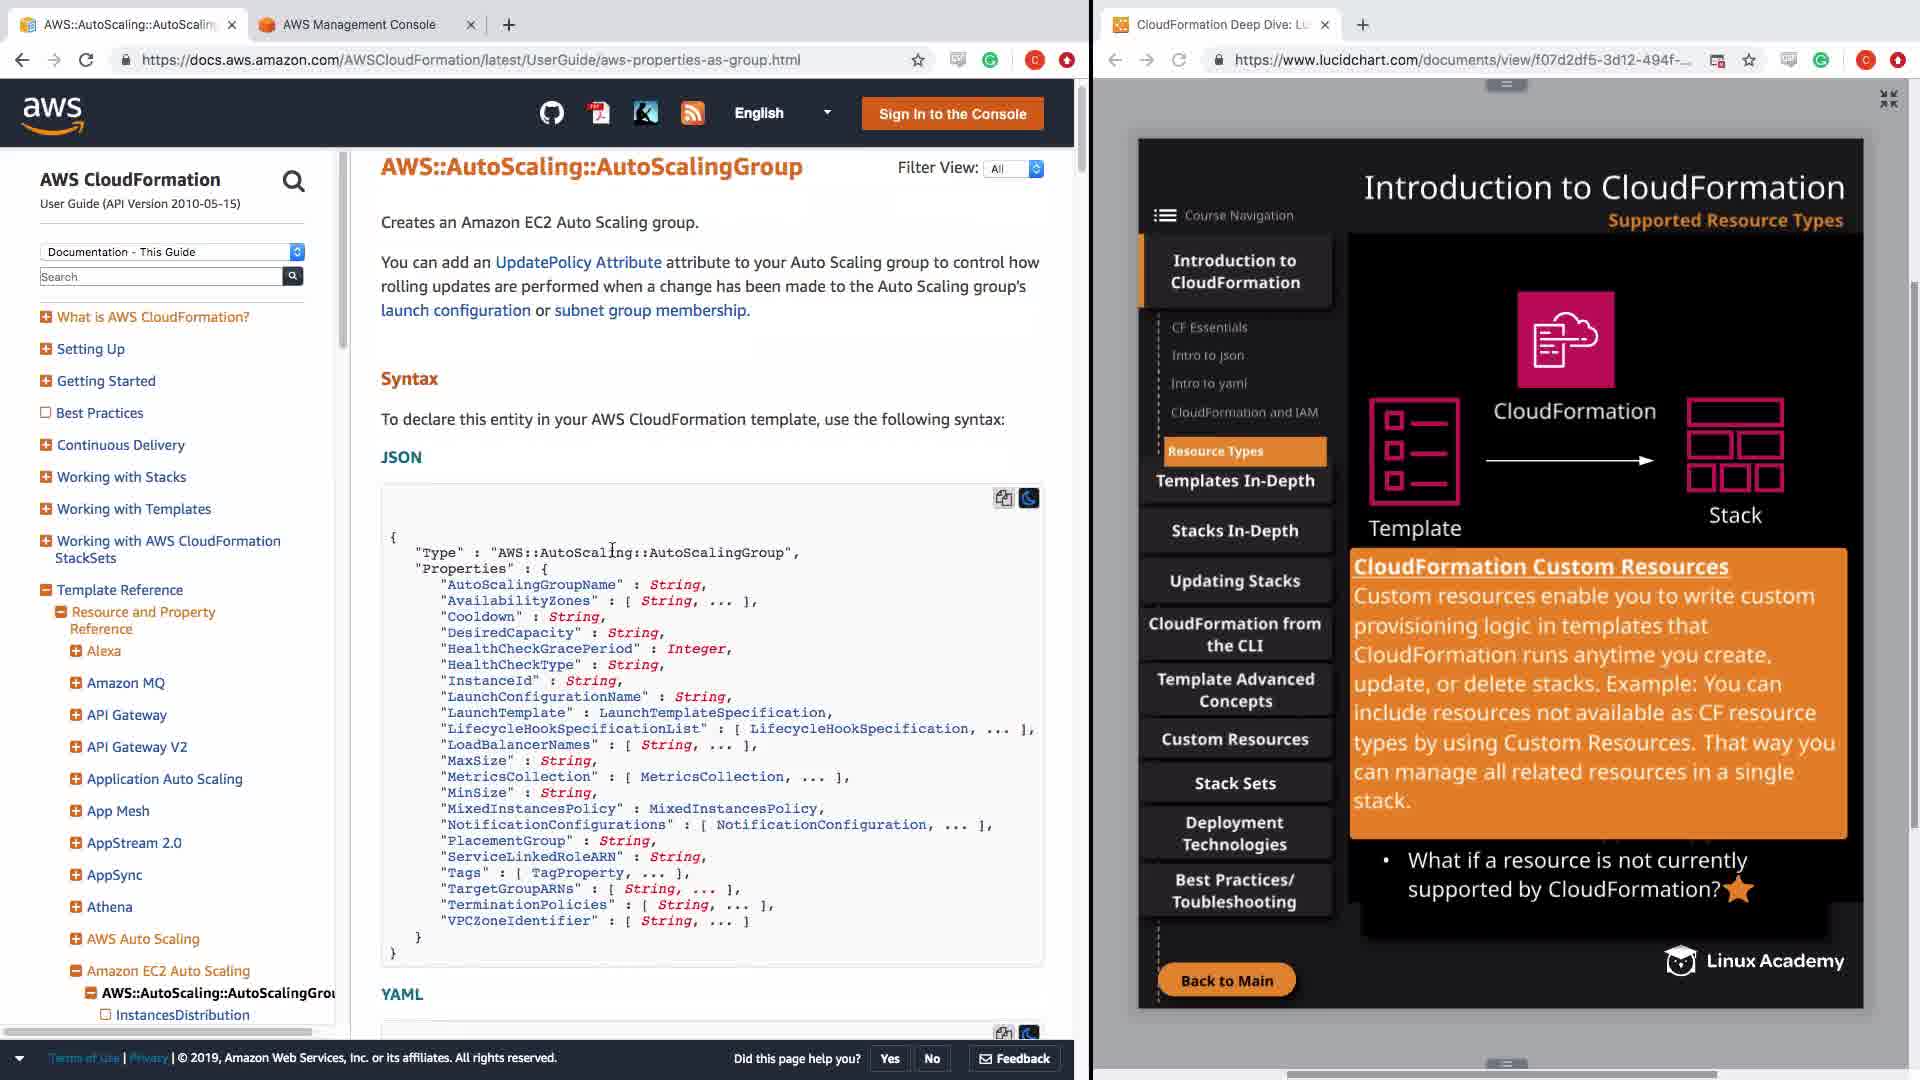 AWS::AutoScaling::AutoScaling
AWS Management Console
https://docs.aws.amazon.com/AWSCloudFormation/latest/UserGuide/aws-properties-as-group.html
C
aws
PDF
English
Sign In to the Console
AWS CloudFormation
User Guide (API Version 2010-05-15)
Documentation - This Guide
Search
What is AWS CloudFormation?
Setting Up
Getting Started
Best Practices
Continuous Delivery
Working with Stacks
Working with Templates
Working with AWS CloudFormation
StackSets
Template Reference
Resource and Property
Reference
Alexa
Amazon MQ
API Gateway
API Gateway V2
Application Auto Scaling
App Mesh
AppStream 2.0
AppSync
Athena
AWS Auto Scaling
Amazon EC2 Auto Scaling
AWS::AutoScaling::AutoScalingGrou
InstancesDistribution
AWS::AutoScaling::AutoScalingGroup
Filter View: All
Creates an Amazon EC2 Auto Scaling group.
You can add an UpdatePolicy Attribute attribute to your Auto Scaling group to control how
rolling updates are performed when a change has been made to the Auto Scaling group's
launch configuration or subnet group membership.
Syntax
To declare this entity in your AWS CloudFormation template, use the following syntax:
JSON
{
"Type" : "AWS::AutoScaling::AutoScalingGroup",
"Properties" : {
"AutoScalingGroupName" : String,
"AvailabilityZones" : [ String, ... ],
"Cooldown" : String,
"DesiredCapacity" : String,
"HealthCheckGracePeriod" : Integer,
"HealthCheckType" : String,
"InstanceId" : String,
"LaunchConfigurationName" : String,
"LaunchTemplate" : LaunchTemplateSpecification,
"LifecycleHookSpecificationList" : [ LifecycleHookSpecification, ... ],
"LoadBalancerNames" : [ String, ... ],
"MaxSize" : String,
"MetricsCollection" : [ MetricsCollection, ... ],
"MinSize" : String,
"MixedInstancesPolicy" : MixedInstancesPolicy,
"NotificationConfigurations" : [ NotificationConfiguration, ... ],
"PlacementGroup" : String,
"ServiceLinkedRoleARN" : String,
"Tags" : [ TagProperty, ... ],
"TargetGroupARNs" : [ String, ... ],
"TerminationPolicies" : [ String, ... ],
"VPCZoneIdentifier" : [ String, ... ]
}
}
YAML
Terms of Use | Privacy | © 2019, Amazon Web Services, Inc. or its affiliates. All rights reserved.
Did this page help you? Yes No Feedback
CloudFormation Deep Dive: Lu
https://www.lucidchart.com/documents/view/f07d2df5-3d12-494f-...
C
Introduction to CloudFormation
Supported Resource Types
Course Navigation
Introduction to
CloudFormation
CF Essentials
Intro to json
Intro to yaml
CloudFormation and IAM
Resource Types
Templates In-Depth
Stacks In-Depth
Updating Stacks
CloudFormation from
the CLI
Template Advanced
Concepts
Custom Resources
Stack Sets
Deployment
Technologies
Best Practices/
Toubleshooting
Back to Main
CloudFormation
Template
Stack
CloudFormation Custom Resources
Custom resources enable you to write custom
provisioning logic in templates that
CloudFormation runs anytime you create,
update, or delete stacks. Example: You can
include resources not available as CF resource
types by using Custom Resources. That way you
can manage all related resources in a single
stack.
• What if a resource is not currently
supported by CloudFormation?
Linux Academy